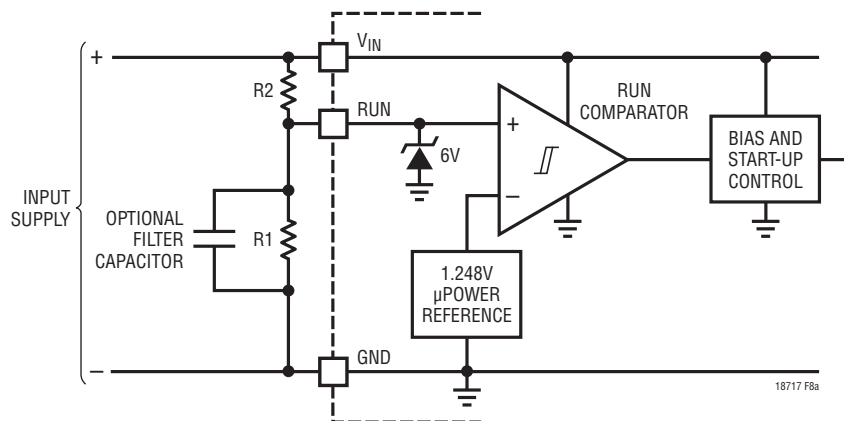 +
V_IN
R2
RUN
RUN
COMPARATOR
+
6V
–
BIAS AND
START-UP
CONTROL
INPUT
SUPPLY
OPTIONAL
FILTER
CAPACITOR
R1
1.248V
µPOWER
REFERENCE
GND
–
18717 F8a